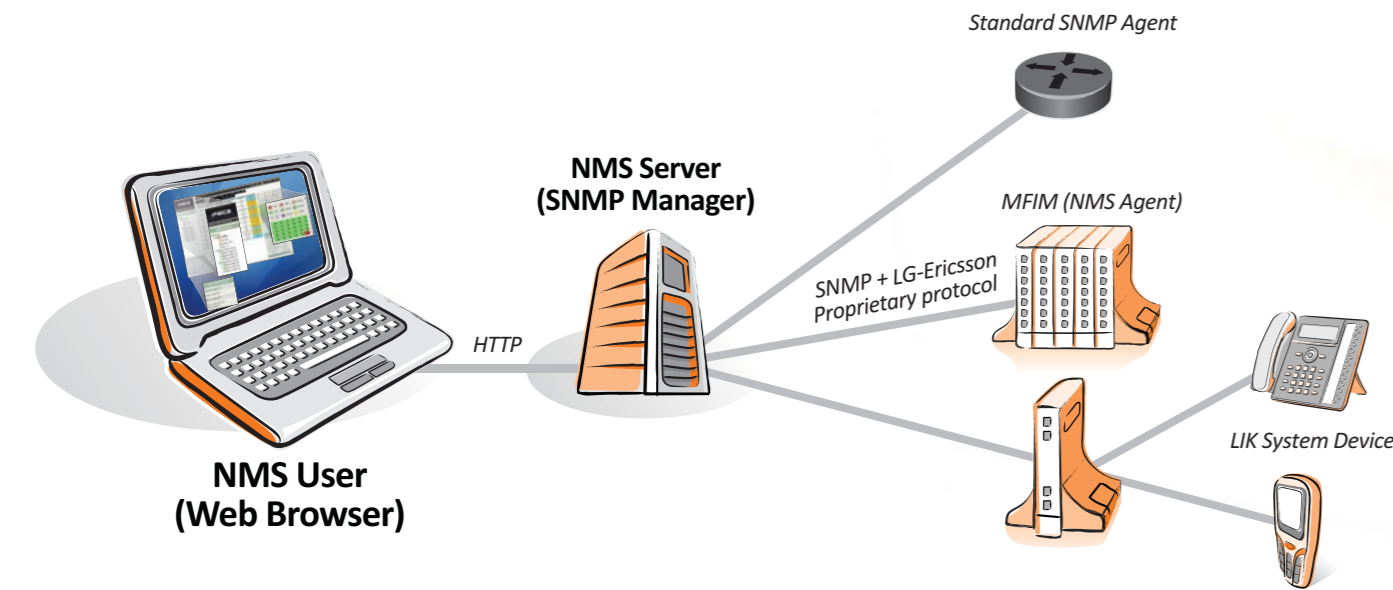 Standard SNMP Agent
NMS Server
(SNMP Manager)
MFIM (NMS Agent)
SNMP + LG-Ericsson
Proprietary protocol
HTTP
LIK System Device
NMS User
(Web Browser)